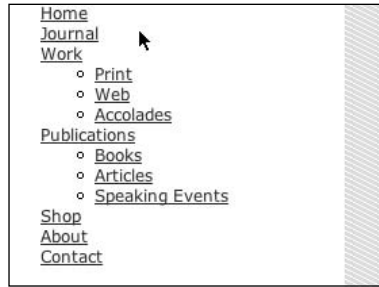 Home
Journal
Work
Print
Web
Accolades
Publications
Books
Articles
Speaking Events
Shop
About
Contact